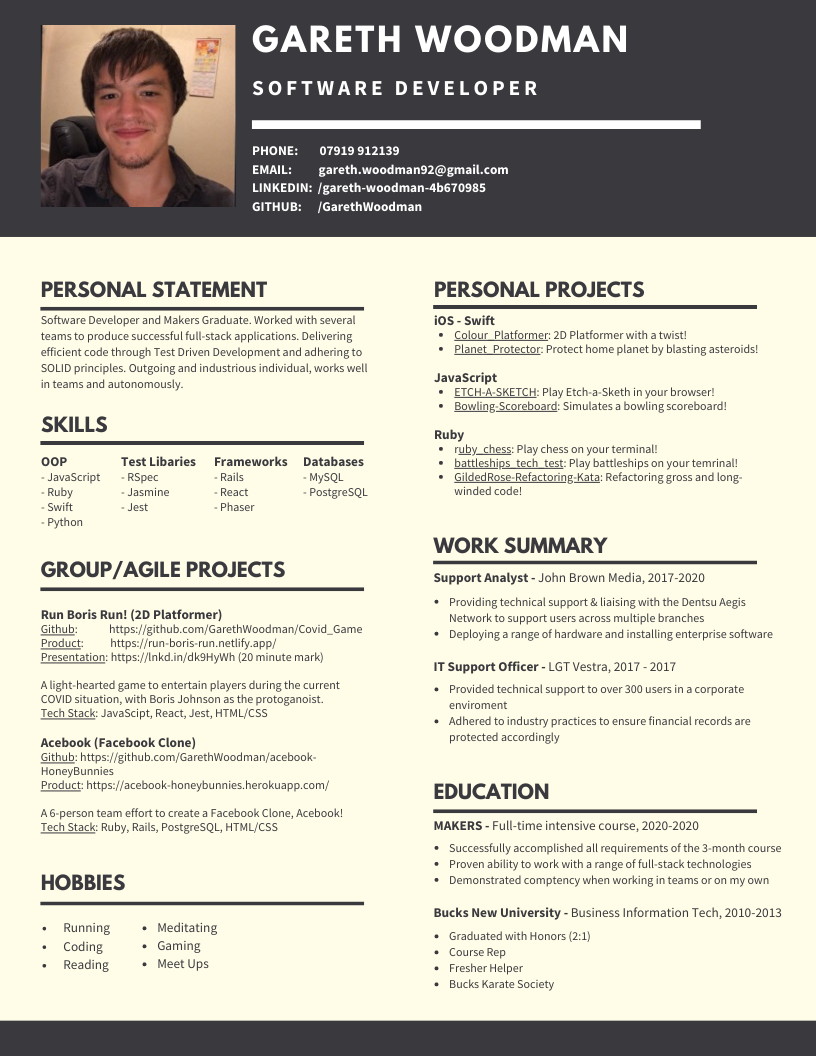 GARETH WOODMAN
SOFTWARE DEVELOPER
PHONE: 07919 912139
EMAIL: gareth.woodman92@gmail.com
LINKEDIN: /gareth-woodman-4b670985
GITHUB: /GarethWoodman
PERSONAL STATEMENT
Software Developer and Makers Graduate. Worked with several
teams to produce successful full-stack applications. Delivering
efficient code through Test Driven Development and adhering to
SOLID principles. Outgoing and industrious individual, works well
in teams and autonomously.
SKILLS
OOP
- JavaScript
- Ruby
- Swift
- Python
Test Libaries
- RSpec
- Jasmine
- Jest
Frameworks
- Rails
- React
- Phaser
Databases
- MySQL
- PostgreSQL
GROUP/AGILE PROJECTS
Run Boris Run! (2D Platformer)
Github: https://github.com/GarethWoodman/Covid_Game
Product: https://run-boris-run.netlify.app/
Presentation: https://lnkd.in/dk9HyWh (20 minute mark)
A light-hearted game to entertain players during the current
COVID situation, with Boris Johnson as the protoganoist.
Tech Stack: JavaScipt, React, Jest, HTML/CSS
Acebook (Facebook Clone)
Github: https://github.com/GarethWoodman/acebook-
HoneyBunnies
Product: https://acebook-honeybunnies.herokuapp.com/
A 6-person team effort to create a Facebook Clone, Acebook!
Tech Stack: Ruby, Rails, PostgreSQL, HTML/CSS
HOBBIES
• Running
• Coding
• Reading
• Meditating
• Gaming
• Meet Ups
PERSONAL PROJECTS
iOS - Swift
• Colour_Platformer: 2D Platformer with a twist!
• Planet_Protector: Protect home planet by blasting asteroids!
JavaScript
• ETCH-A-SKETCH: Play Etch-a-Sketh in your browser!
• Bowling-Scoreboard: Simulates a bowling scoreboard!
Ruby
• ruby_chess: Play chess on your terminal!
• battleships_tech_test: Play battleships on your temrinal!
• GildedRose-Refactoring-Kata: Refactoring gross and long-
winded code!
WORK SUMMARY
Support Analyst - John Brown Media, 2017-2020
• Providing technical support & liaising with the Dentsu Aegis
Network to support users across multiple branches
• Deploying a range of hardware and installing enterprise software
IT Support Officer - LGT Vestra, 2017 - 2017
• Provided technical support to over 300 users in a corporate
enviroment
• Adhered to industry practices to ensure financial records are
protected accordingly
EDUCATION
MAKERS - Full-time intensive course, 2020-2020
• Successfully accomplished all requirements of the 3-month course
• Proven ability to work with a range of full-stack technologies
• Demonstrated comptency when working in teams or on my own
Bucks New University - Business Information Tech, 2010-2013
• Graduated with Honors (2:1)
• Course Rep
• Fresher Helper
• Bucks Karate Society